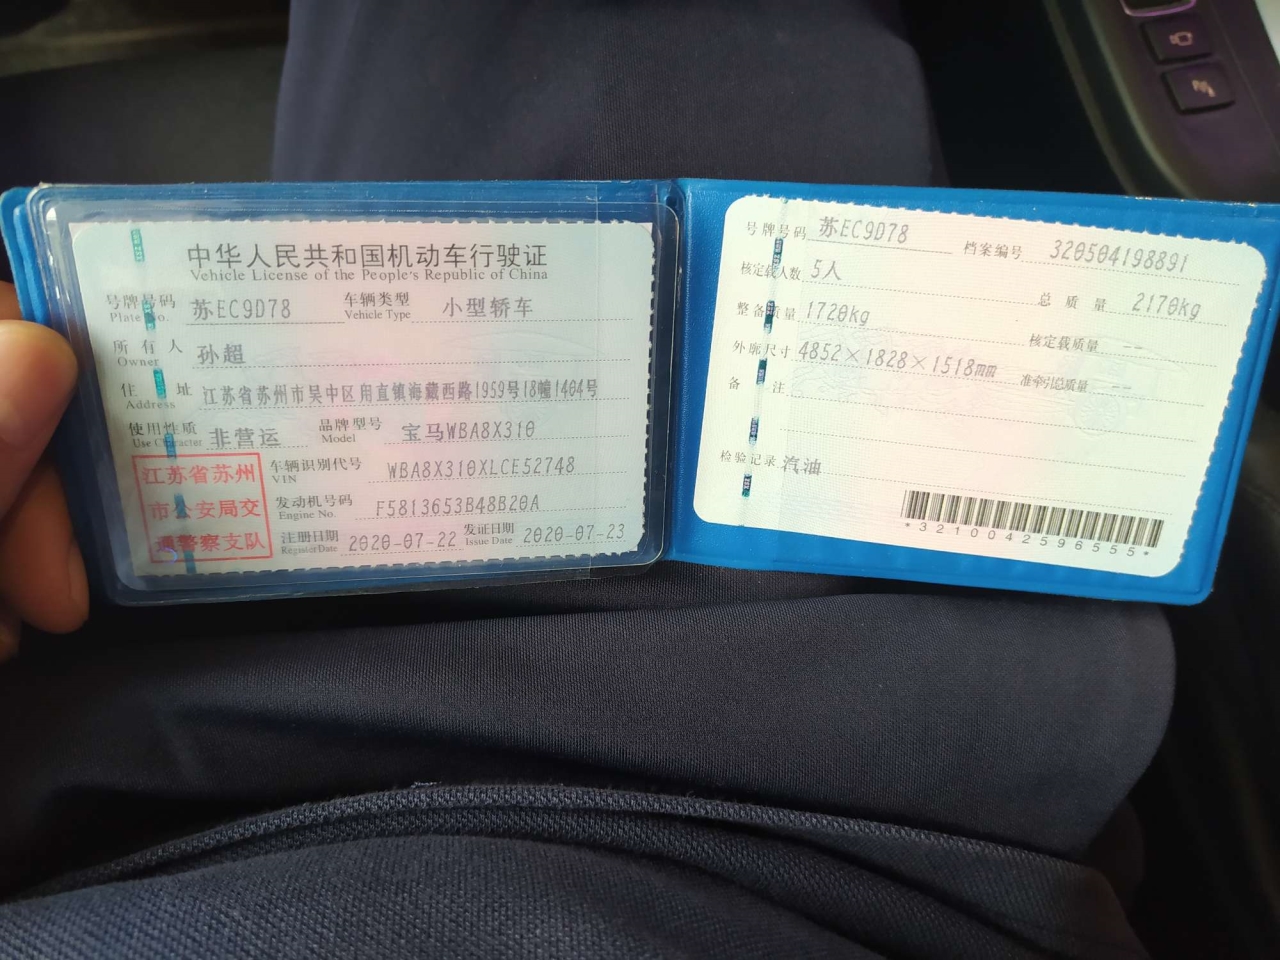 中华人民共和国机动车行驶证
Vehicle License of the People's Republic of China
号牌号码 苏EC9D78 车辆类型 小型轿车
Plate No. Vehicle Type
所有人 孙超
Owner
住址 江苏省苏州市吴中区甪直镇海藏西路1959号18幢1404号
Address
使用性质 非营运 品牌型号 宝马WBA8X310
Use Character Model
江苏省苏州
市公安局交
通警察支队
车辆识别代号 WBA8X310XLCE52748
VIN
发动机号码 F5813653B48B20A
Engine No.
注册日期 2020-07-22 发证日期 2020-07-23
Register Date Issue Date
号牌号码 苏EC9D78 档案编号 320504198891
核定载人数 5人 总质量 2170kg
整备质量 1720kg 核定载质量 --
外廓尺寸 4852×1828×1518mm 准牵引总质量 --
备注
检验记录 汽油
*3210042596555*